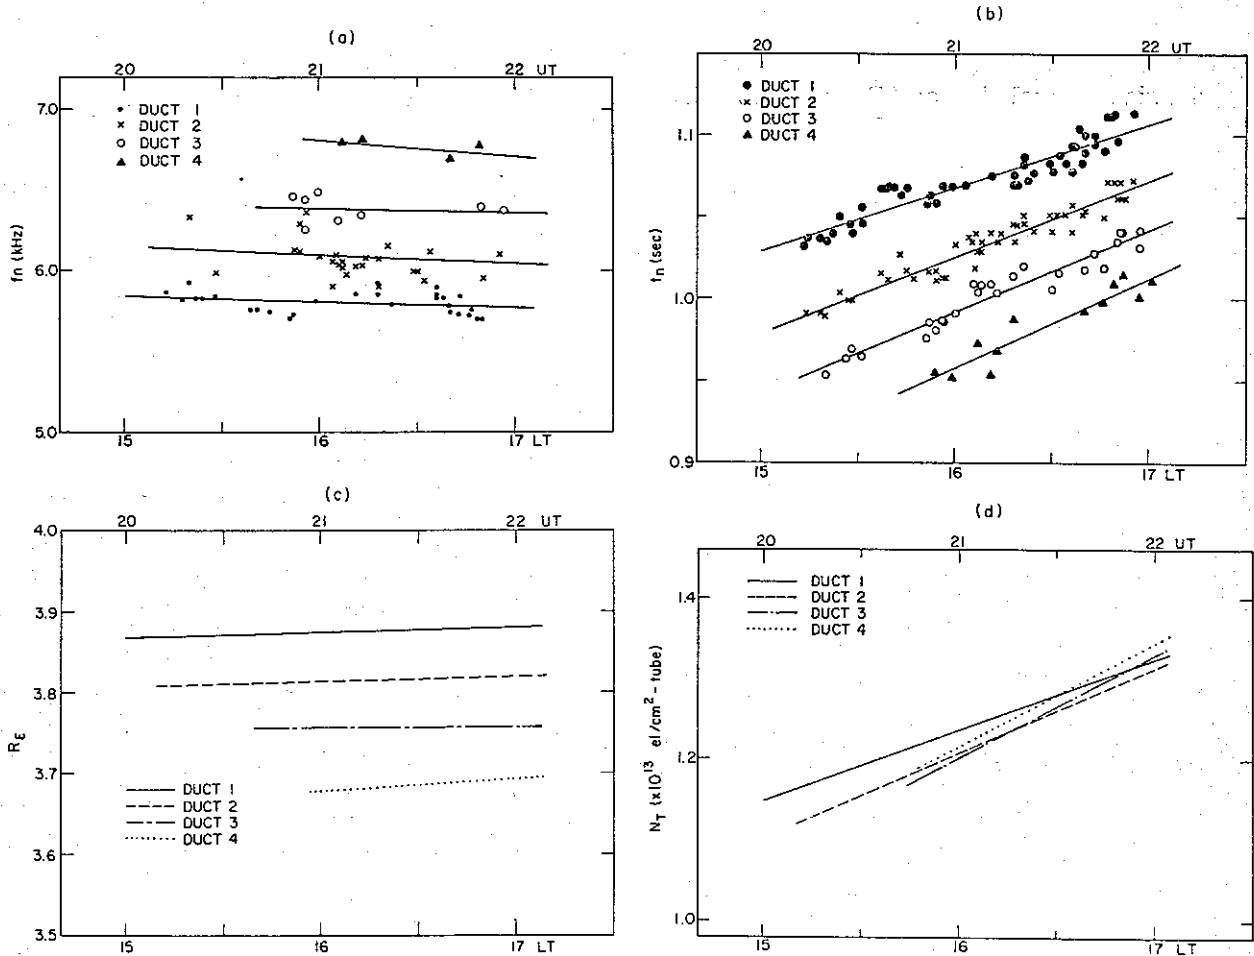 (a)
20 21 22 UT
7.0
6.0
5.0
fn (kHz)
DUCT 1
DUCT 2
DUCT 3
DUCT 4
15 16 17 LT
(b)
20 21 22 UT
1.1
1.0
0.9
tn (sec)
DUCT 1
DUCT 2
DUCT 3
DUCT 4
15 16 17 LT
(c)
20 21 22 UT
4.0
3.9
3.8
3.7
3.6
3.5
RE
DUCT 1
DUCT 2
DUCT 3
DUCT 4
15 16 17 LT
(d)
20 21 22 UT
1.4
1.2
1.0
NT (x10^13 el/cm^2-tube)
DUCT 1
DUCT 2
DUCT 3
DUCT 4
15 16 17 LT